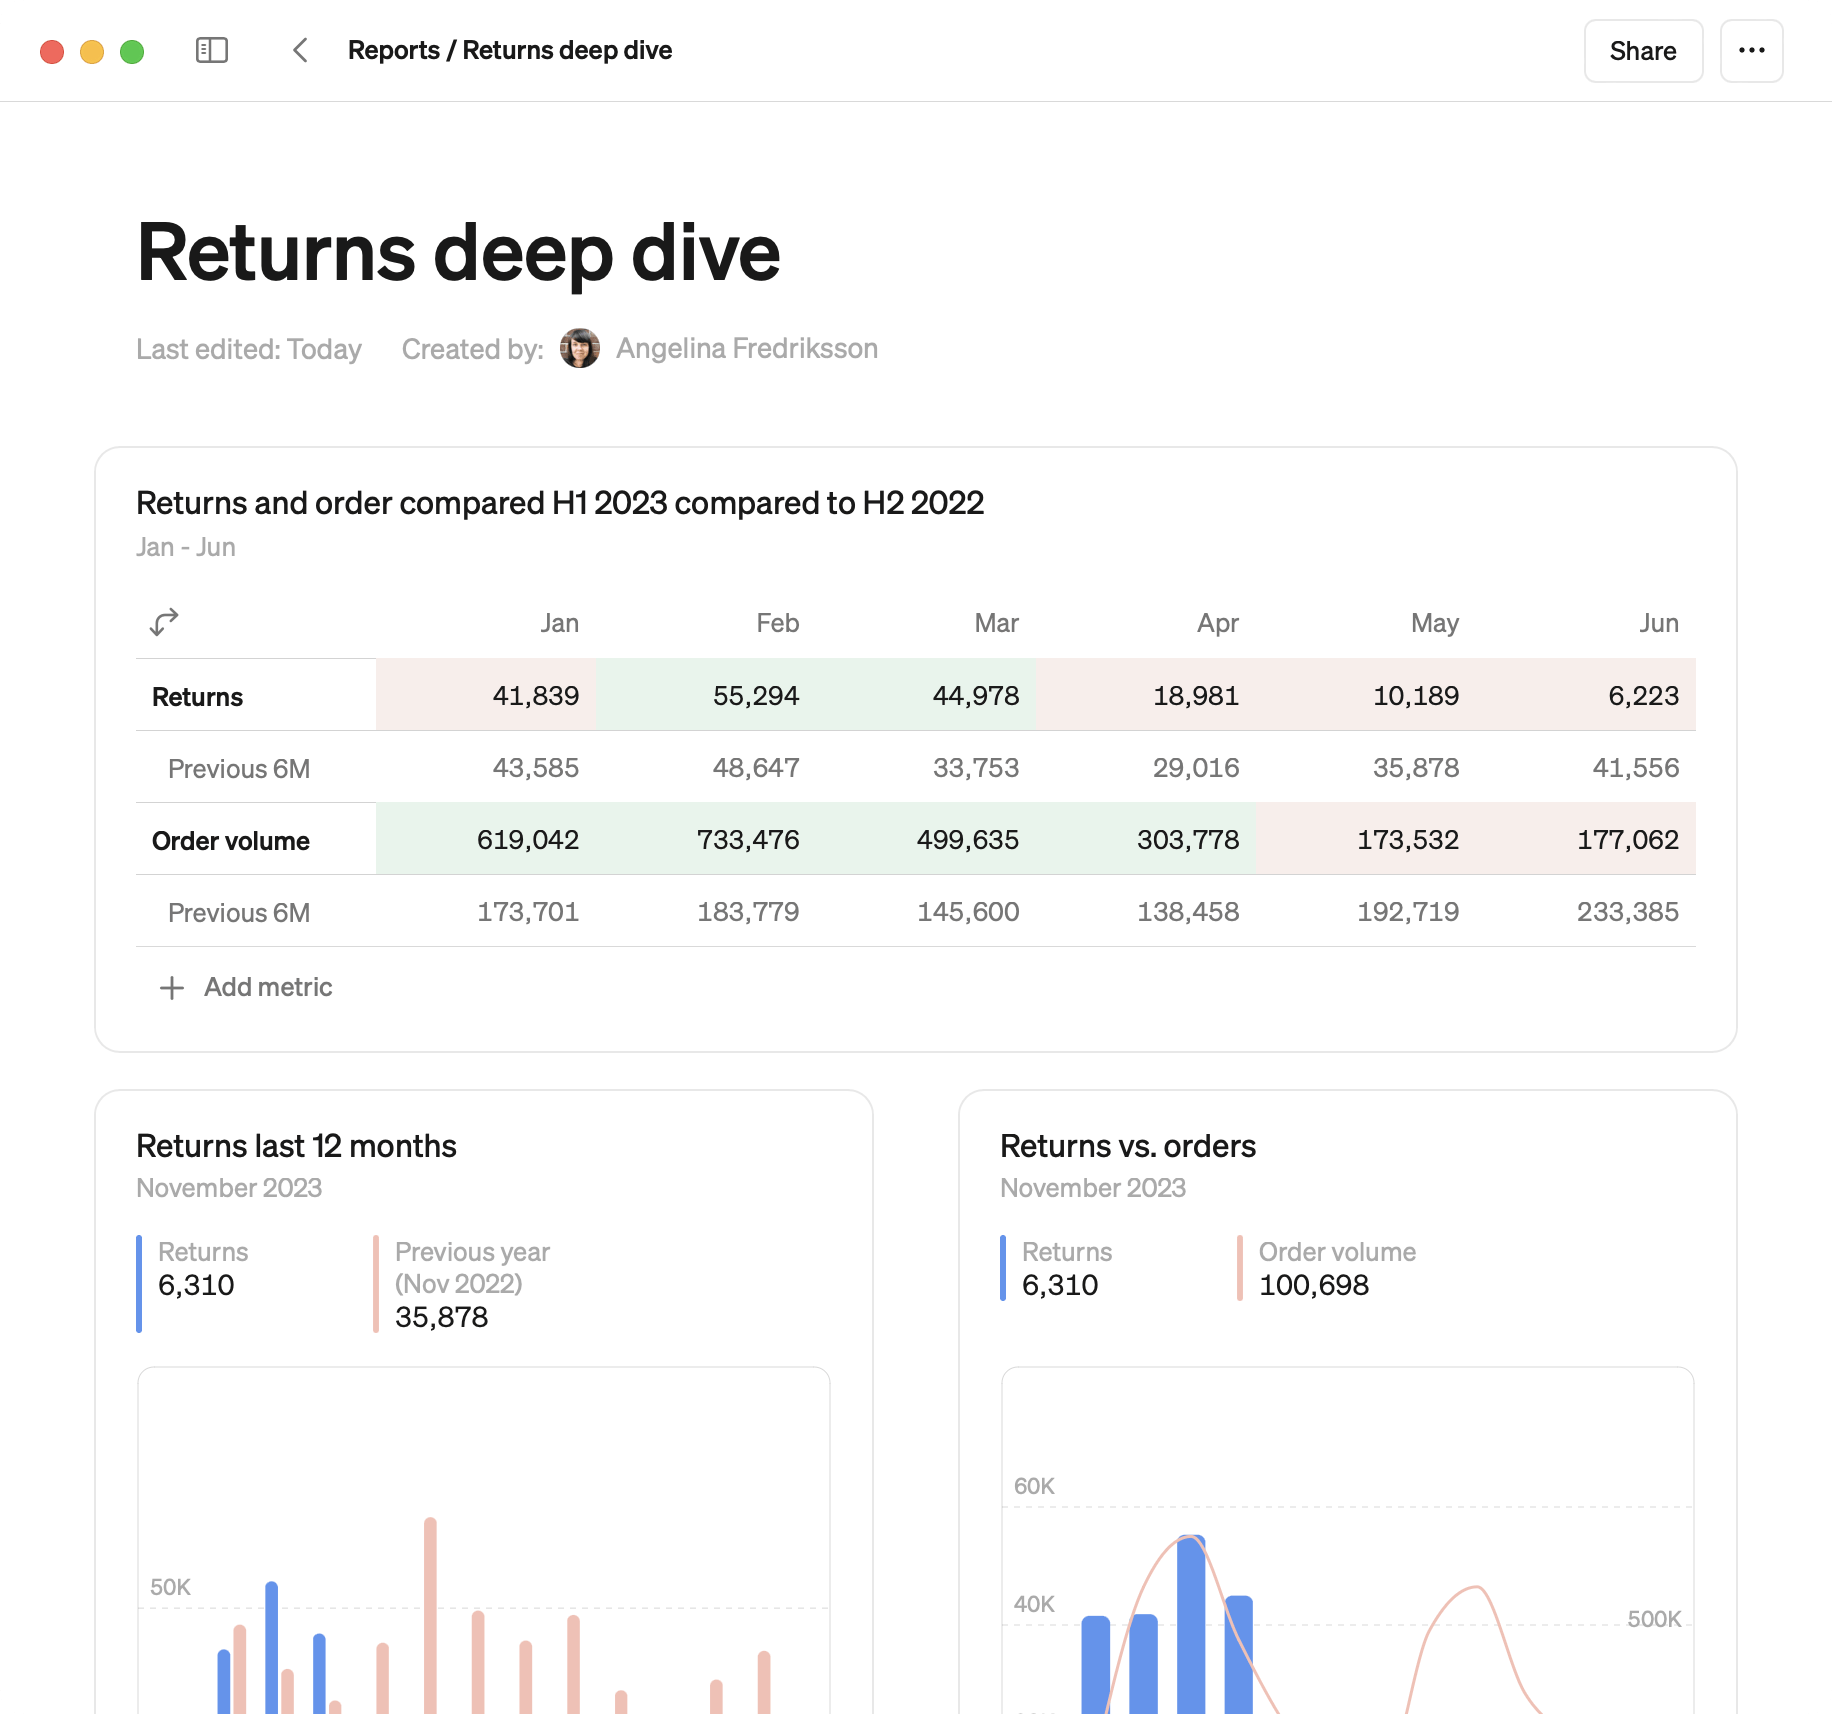 Reports / Returns deep dive
Share
Returns deep dive
Last edited: Today Created by: Angelina Fredriksson
Returns and order compared H1 2023 compared to H2 2022
Jan - Jun
Jan Feb Mar Apr May Jun
Returns 41,839 55,294 44,978 18,981 10,189 6,223
Previous 6M 43,585 48,647 33,753 29,016 35,878 41,556
Order volume 619,042 733,476 499,635 303,778 173,532 177,062
Previous 6M 173,701 183,779 145,600 138,458 192,719 233,385
Add metric
Returns last 12 months
November 2023
Returns
6,310
Previous year
(Nov 2022)
35,878
50K
Returns vs. orders
November 2023
Returns
6,310
Order volume
100,698
60K
40K
500K